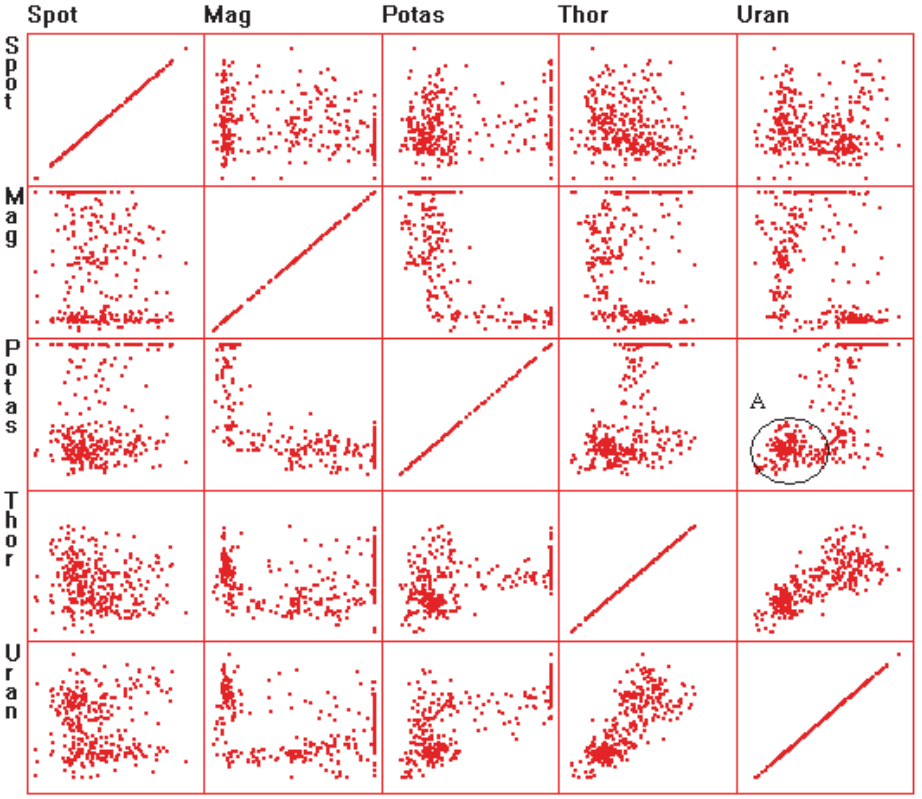 Spot Mag Potas Thor Uran
Spot
Mag
Potas
A
Thor
Uran